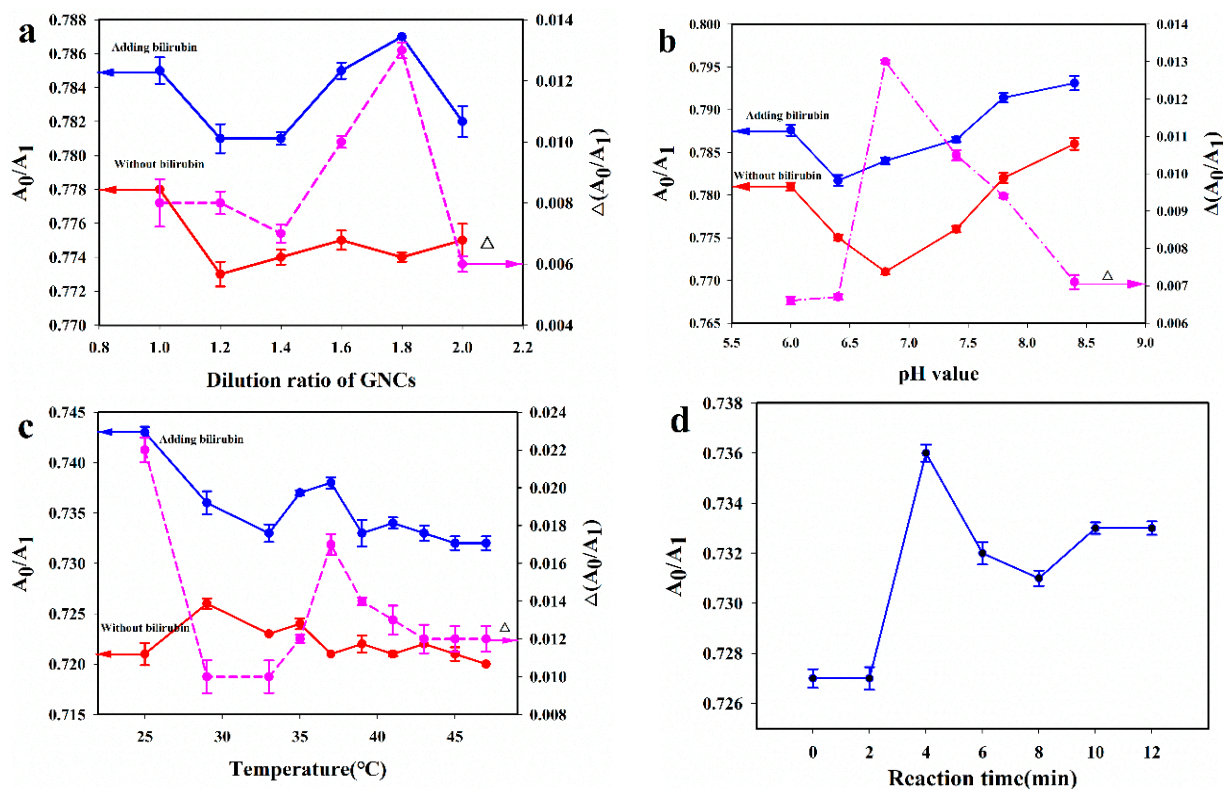 a
0.788
0.786
0.784
0.782
0.780
0.778
0.776
0.774
0.772
0.770
A0/A1
Adding bilirubin
Without bilirubin
△
0.014
0.012
0.010
0.008
0.006
0.004
△(A0/A1)
0.8 1.0 1.2 1.4 1.6 1.8 2.0 2.2
Dilution ratio of GNCs
b
0.800
0.795
0.790
0.785
0.780
0.775
0.770
0.765
A0/A1
Adding bilirubin
Without bilirubin
△
0.014
0.013
0.012
0.011
0.010
0.009
0.008
0.007
0.006
Δ(A0/A1)
5.5 6.0 6.5 7.0 7.5 8.0 8.5 9.0
pH value
c
0.745
0.740
0.735
0.730
0.725
0.720
0.715
A0/A1
Adding bilirubin
Without bilirubin
△
0.024
0.022
0.020
0.018
0.016
0.014
0.012
0.010
0.008
△(A0/A1)
25 30 35 40 45
Temperature(°C)
d
0.738
0.736
0.734
0.732
0.730
0.728
0.726
A0/A1
0 2 4 6 8 10 12
Reaction time(min)